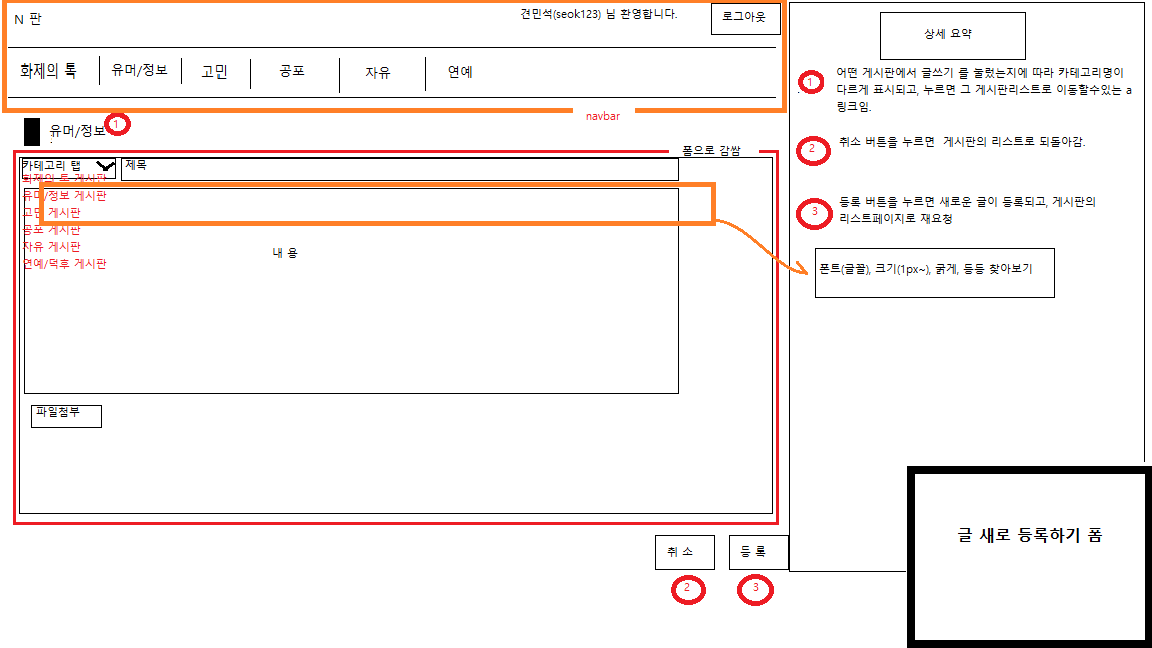 N 판
견민석(seok123) 님 환영합니다.
로그아웃
화제의 톡
유머/정보
고민
공포
자유
연예
navbar
유머/정보
1
폼으로 감쌈
카테고리 탭
제목
화제의 톡 게시판
유머/정보 게시판
고민 게시판
공포 게시판
자유 게시판
연예/덕후 게시판
내 용
파일첨부
취 소
등 록
2
3
상세 요약
1
어떤 게시판에서 글쓰기 를 눌렀는지에 따라 카테고리명이
다르게 표시되고, 누르면 그 게시판리스트로 이동할수있는 a
링크임.
2
취소 버튼을 누르면 게시판의 리스트로 되돌아감.
3
등록 버튼을 누르면 새로운 글이 등록되고, 게시판의
리스트페이지로 재요청
폰트(글꼴), 크기(1px~), 굵게, 등등 찾아보기
글 새로 등록하기 폼